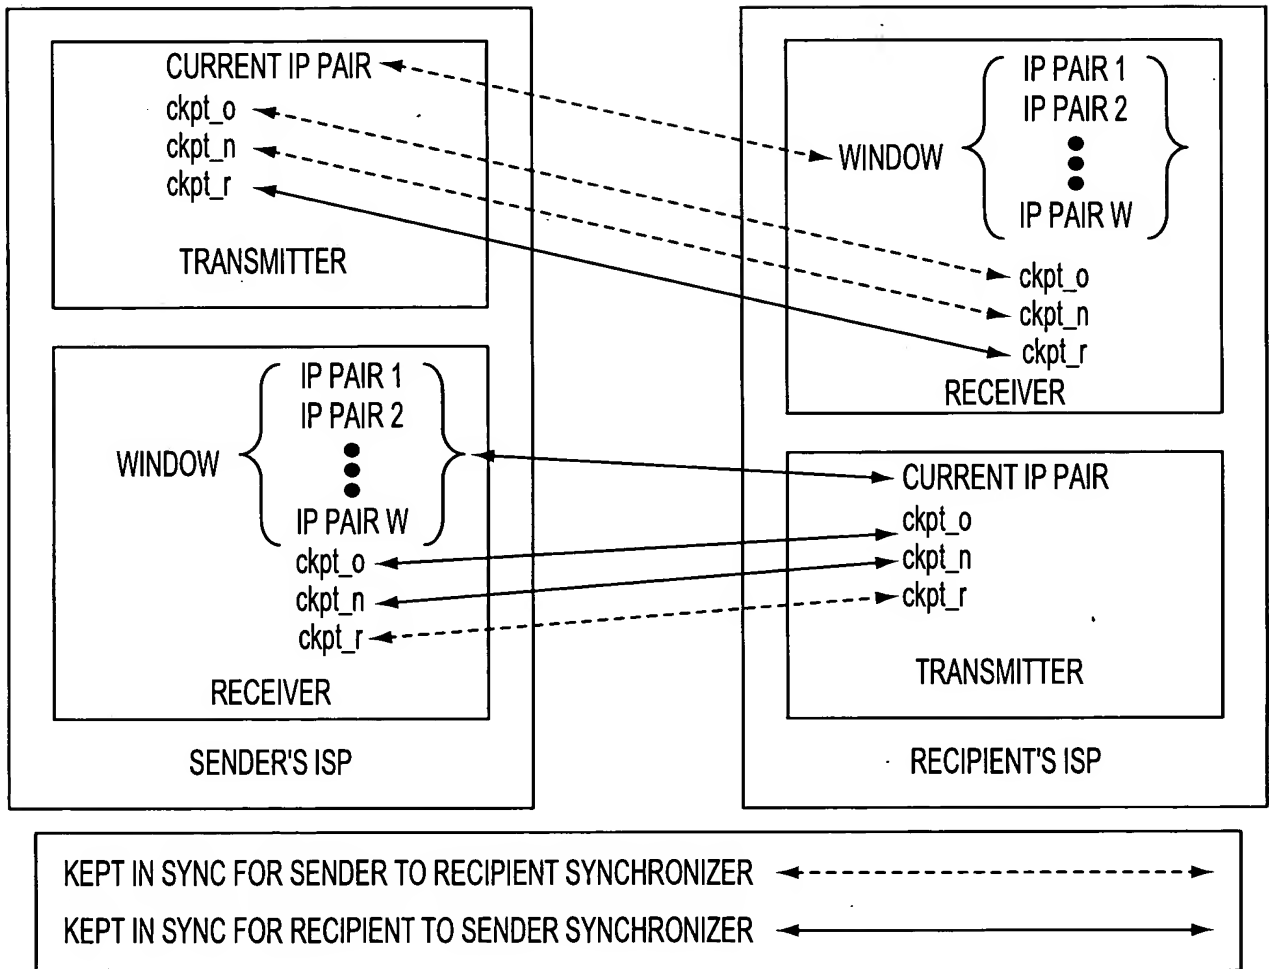 CURRENT IP PAIR
ckpt_o
ckpt_n
ckpt_r
TRANSMITTER
WINDOW
IP PAIR 1
IP PAIR 2
IP PAIR W
ckpt_o
ckpt_n
ckpt_r
RECEIVER
SENDER'S ISP
WINDOW
IP PAIR 1
IP PAIR 2
IP PAIR W
ckpt_o
ckpt_n
ckpt_r
RECEIVER
CURRENT IP PAIR
ckpt_o
ckpt_n
ckpt_r
TRANSMITTER
RECIPIENT'S ISP
KEPT IN SYNC FOR SENDER TO RECIPIENT SYNCHRONIZER
KEPT IN SYNC FOR RECIPIENT TO SENDER SYNCHRONIZER